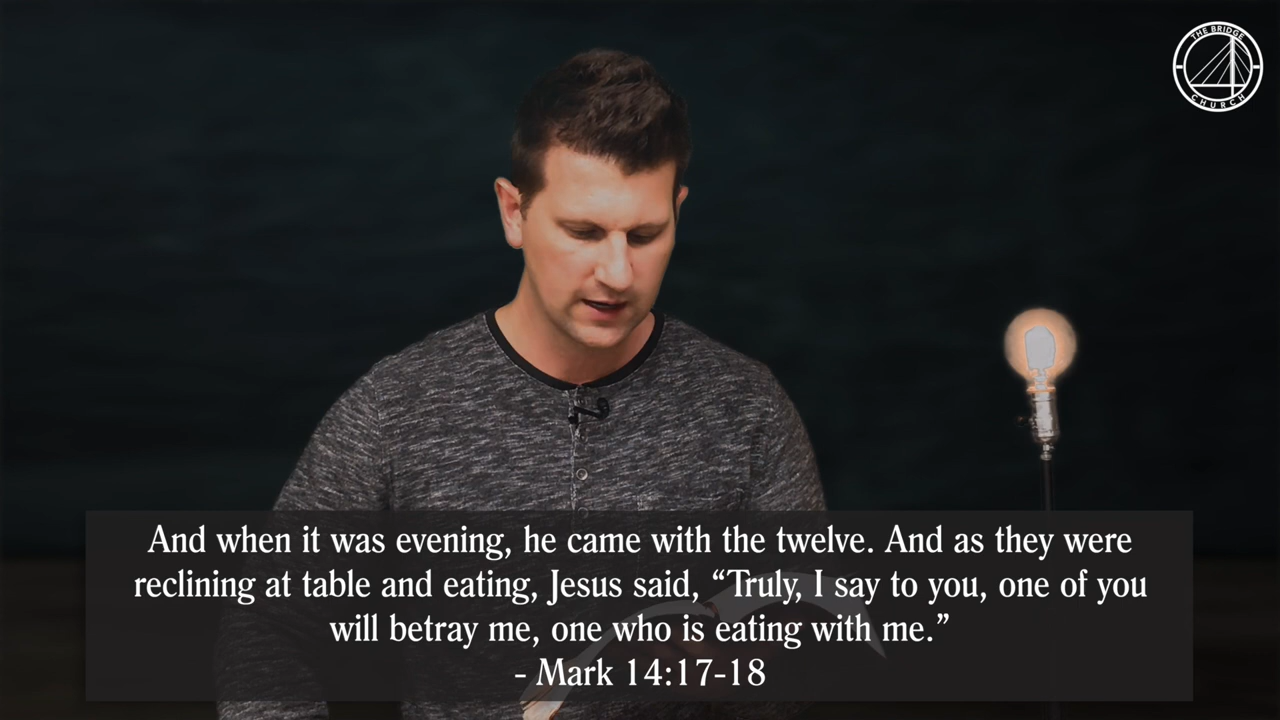 THE BRIDGE
CHURCH
And when it was evening, he came with the twelve. And as they were
reclining at table and eating, Jesus said, “Truly, I say to you, one of you
will betray me, one who is eating with me.”
- Mark 14:17-18